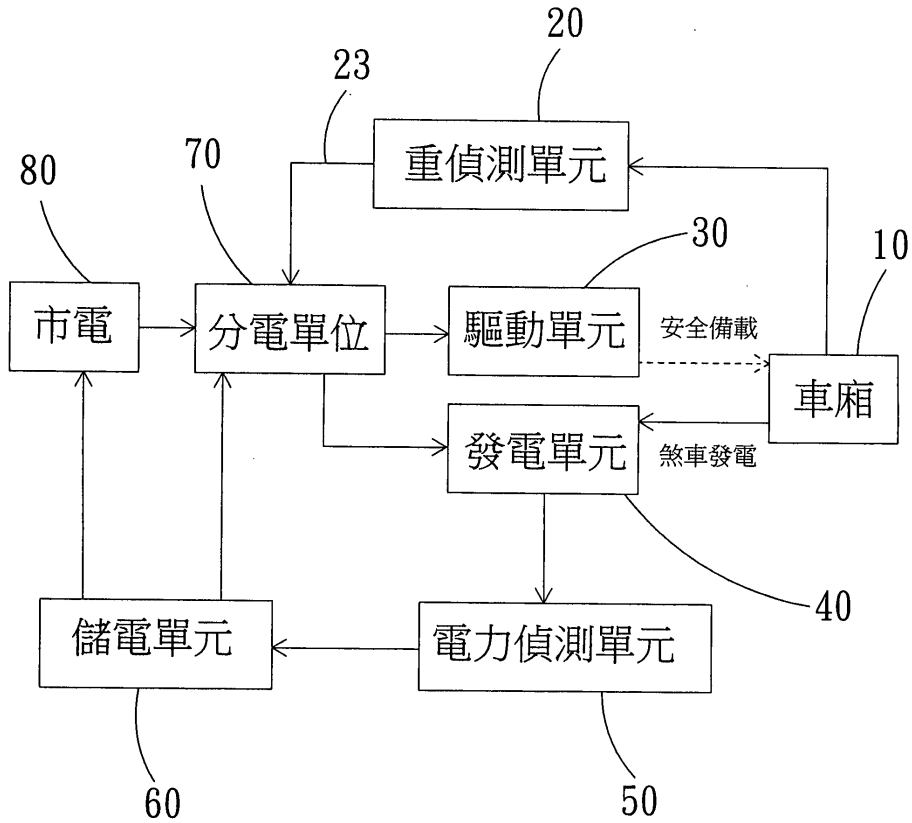 20
23
重偵測單元
70
80
30
10
市電
分電單位
驅動單元
安全備載
車廂
發電單元
煞車發電
40
儲電單元
電力偵測單元
60
50